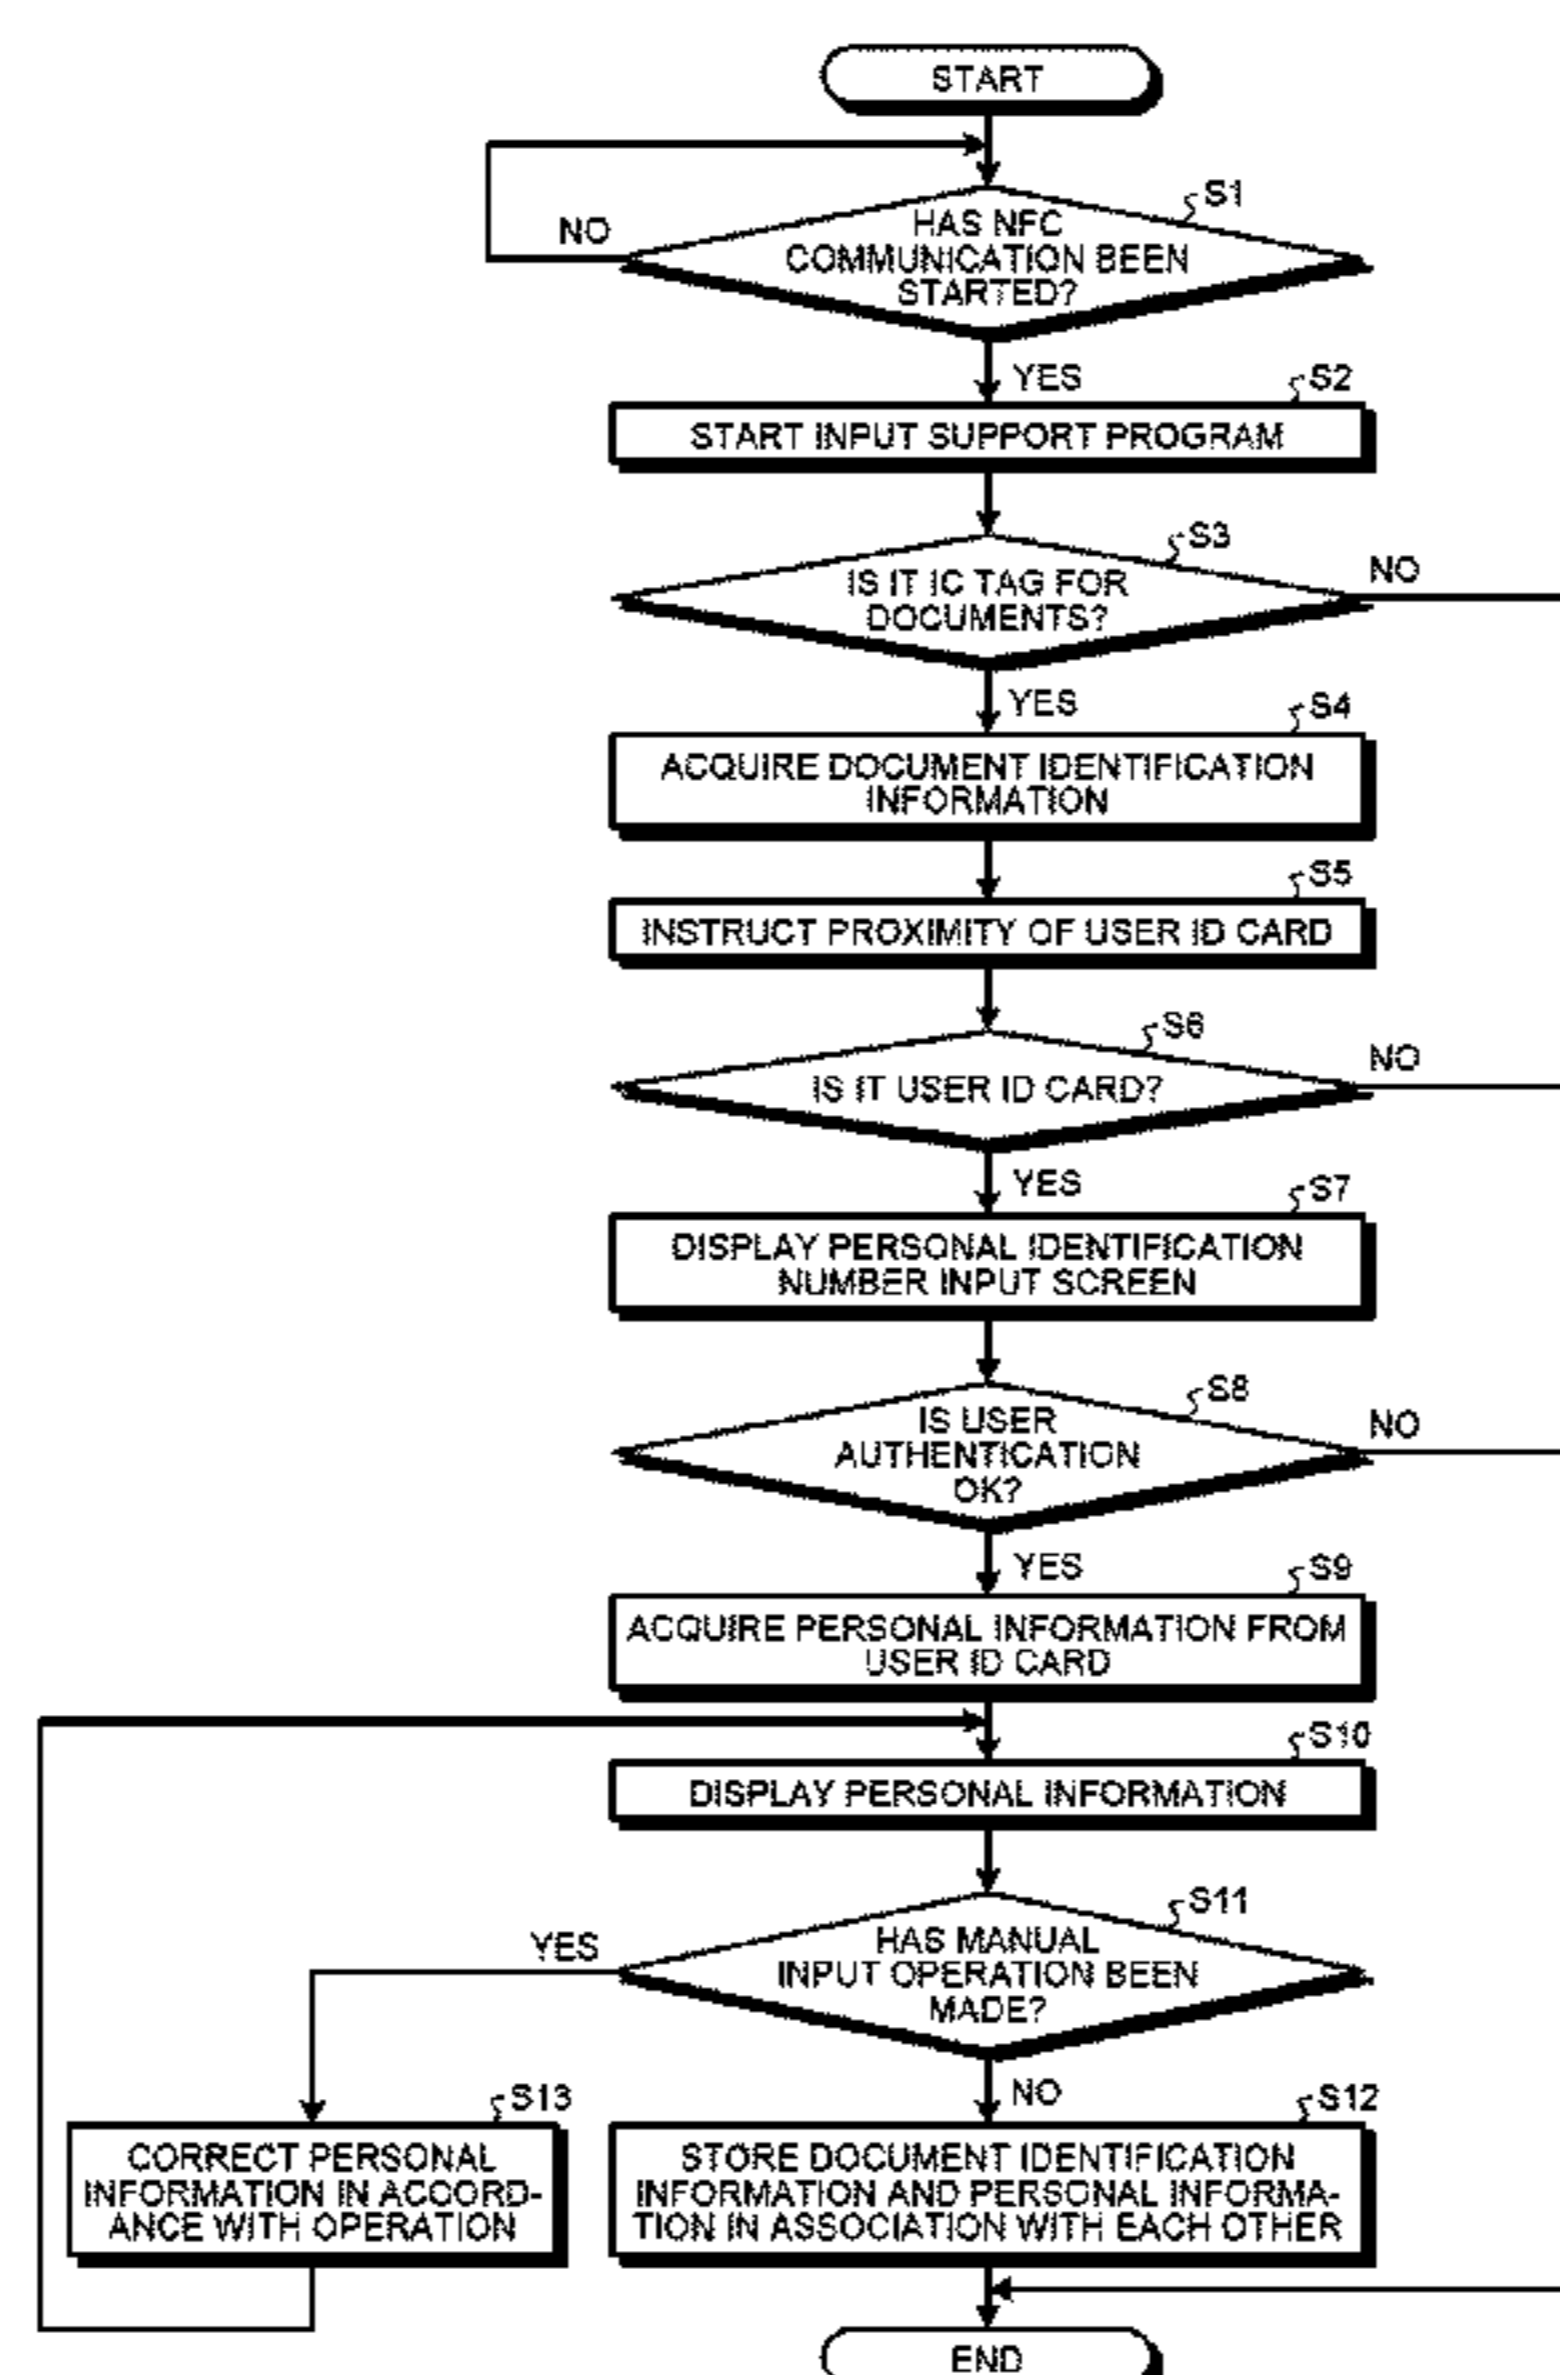 START
S1
HAS NFC
COMMUNICATION BEEN
STARTED?
NO
YES
S2
START INPUT SUPPORT PROGRAM
S3
IS IT IC TAG FOR
DOCUMENTS?
NO
YES
S4
ACQUIRE DOCUMENT IDENTIFICATION
INFORMATION
S5
INSTRUCT PROXIMITY OF USER ID CARD
S6
IS IT USER ID CARD?
NO
YES
S7
DISPLAY PERSONAL IDENTIFICATION
NUMBER INPUT SCREEN
S8
IS USER
AUTHENTICATION
OK?
NO
YES
S9
ACQUIRE PERSONAL INFORMATION FROM
USER ID CARD
S10
DISPLAY PERSONAL INFORMATION
S11
HAS MANUAL
INPUT OPERATION BEEN
MADE?
YES
NO
S13
CORRECT PERSONAL
INFORMATION IN ACCORD-
ANCE WITH OPERATION
S12
STORE DOCUMENT IDENTIFICATION
INFORMATION AND PERSONAL INFORMA-
TION IN ASSOCIATION WITH EACH OTHER
END